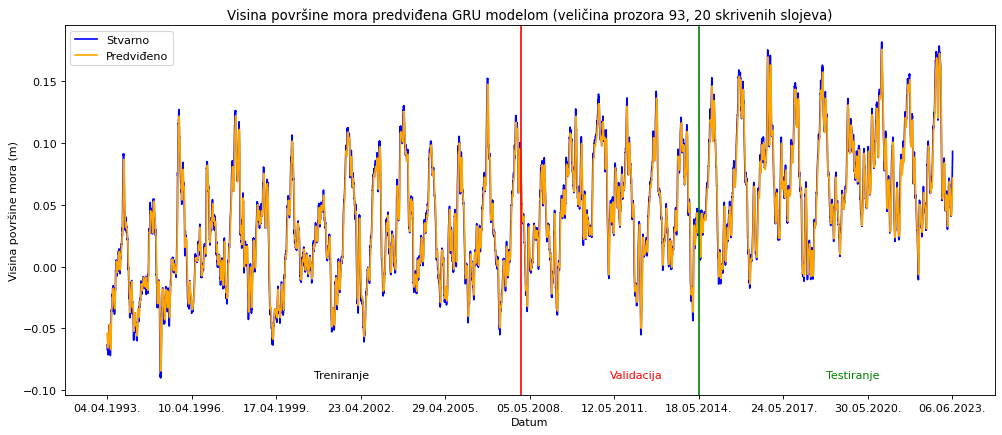 Visina površine mora predviđena GRU modelom (veličina prozora 93, 20 skrivenih slojeva)
Stvarno
Predviđeno
Visina površine mora (m)
0.15
0.10
0.05
0.00
−0.05
−0.10
Treniranje
Validacija
Testiranje
04.04.1993.
10.04.1996.
17.04.1999.
23.04.2002.
29.04.2005.
05.05.2008.
12.05.2011.
18.05.2014.
24.05.2017.
30.05.2020.
06.06.2023.
Datum